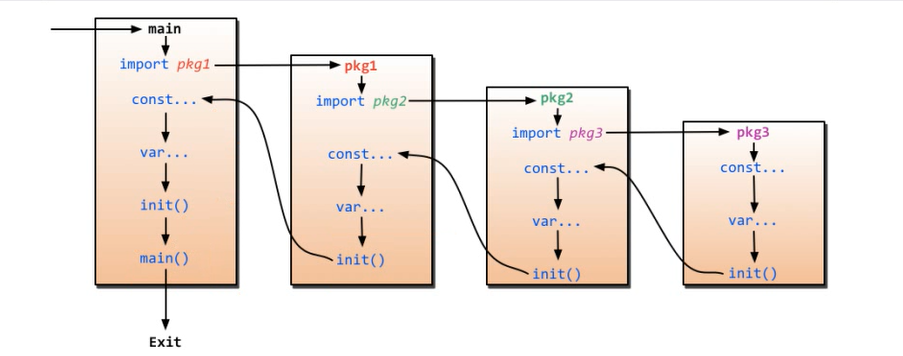 main
import pkg1
const...
var...
init()
main()
Exit
pkg1
import pkg2
const...
var...
init()
pkg2
import pkg3
const...
var...
init()
pkg3
const...
var...
init()